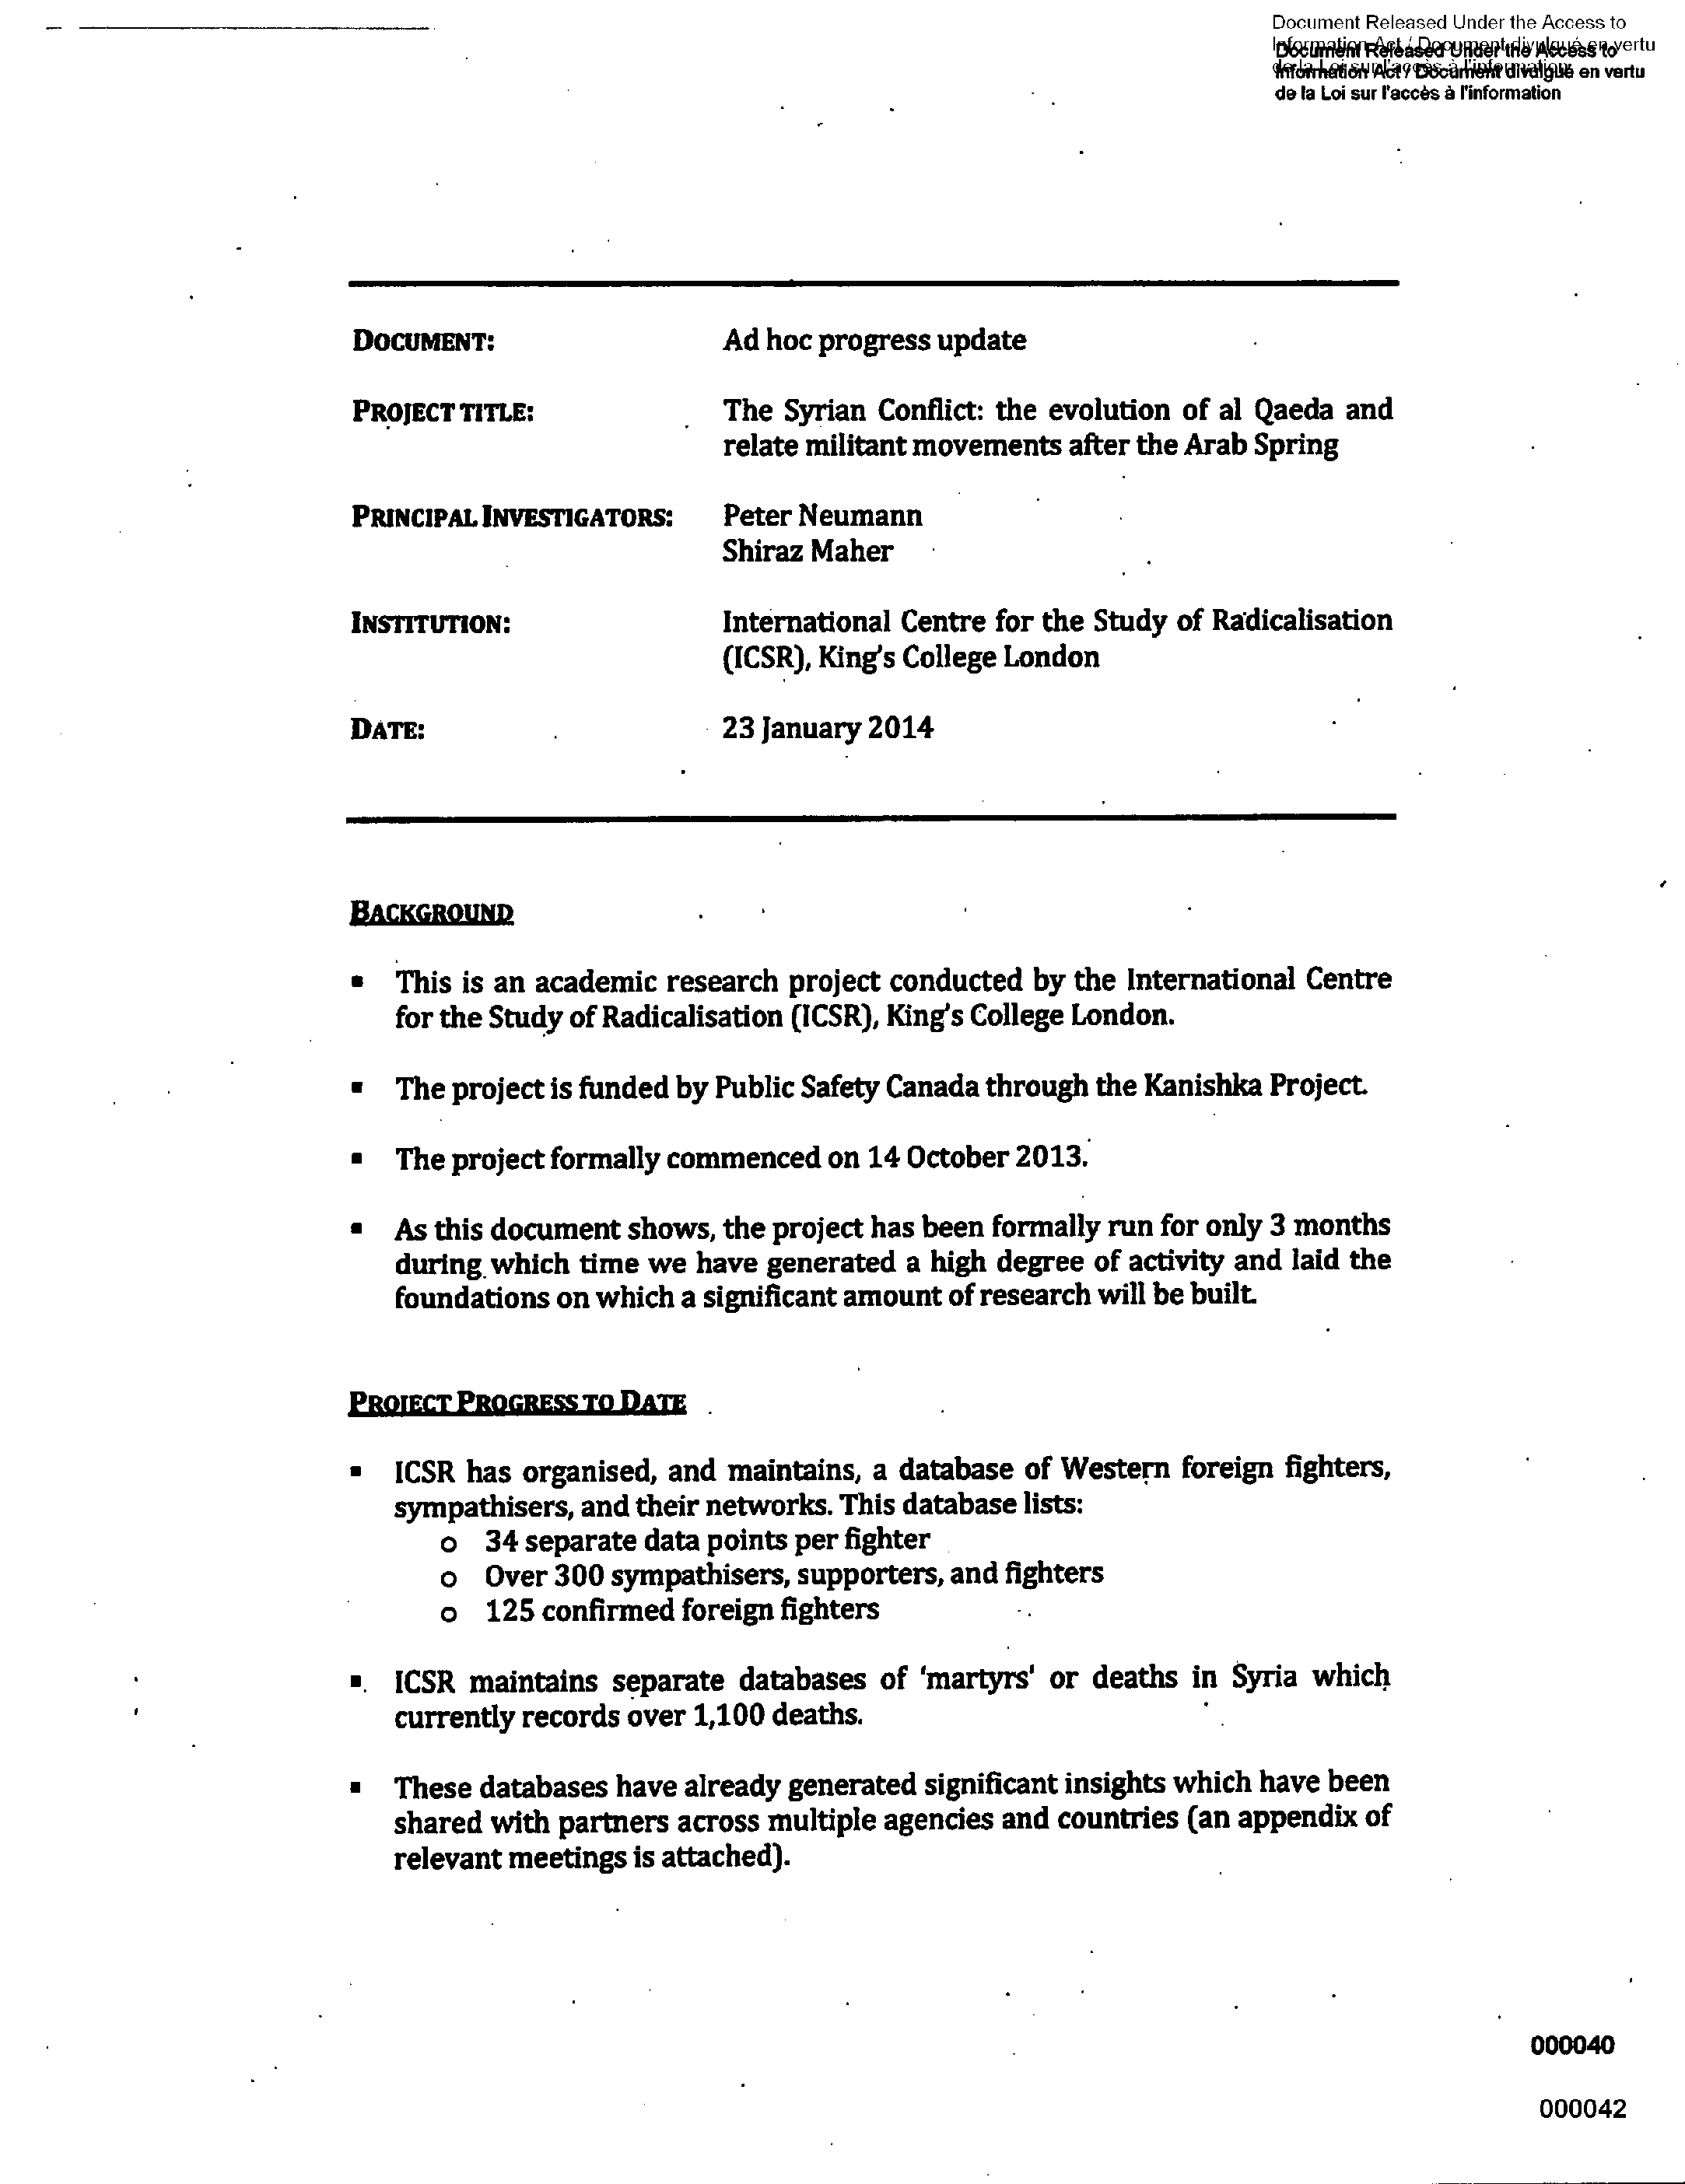 Document Released Under the Access to
Information Act / Document divulgué en vertu
de la Loi sur l'accès à l'information
Document Released Under the Access to
Information Act / Document divulgué en vertu
de la Loi sur l'accès à l'information
DOCUMENT: Ad hoc progress update
PROJECT TITLE: The Syrian Conflict: the evolution of al Qaeda and
relate militant movements after the Arab Spring
PRINCIPAL INVESTIGATORS: Peter Neumann
Shiraz Maher
INSTITUTION: International Centre for the Study of Radicalisation
(ICSR), King's College London
DATE: 23 January 2014
BACKGROUND
▪ This is an academic research project conducted by the International Centre
for the Study of Radicalisation (ICSR), King's College London.
▪ The project is funded by Public Safety Canada through the Kanishka Project.
▪ The project formally commenced on 14 October 2013.
▪ As this document shows, the project has been formally run for only 3 months
during which time we have generated a high degree of activity and laid the
foundations on which a significant amount of research will be built.
PROJECT PROGRESS TO DATE
▪ ICSR has organised, and maintains, a database of Western foreign fighters,
sympathisers, and their networks. This database lists:
o 34 separate data points per fighter
o Over 300 sympathisers, supporters, and fighters
o 125 confirmed foreign fighters
▪ ICSR maintains separate databases of 'martyrs' or deaths in Syria which
currently records over 1,100 deaths.
▪ These databases have already generated significant insights which have been
shared with partners across multiple agencies and countries (an appendix of
relevant meetings is attached).
000040
000042